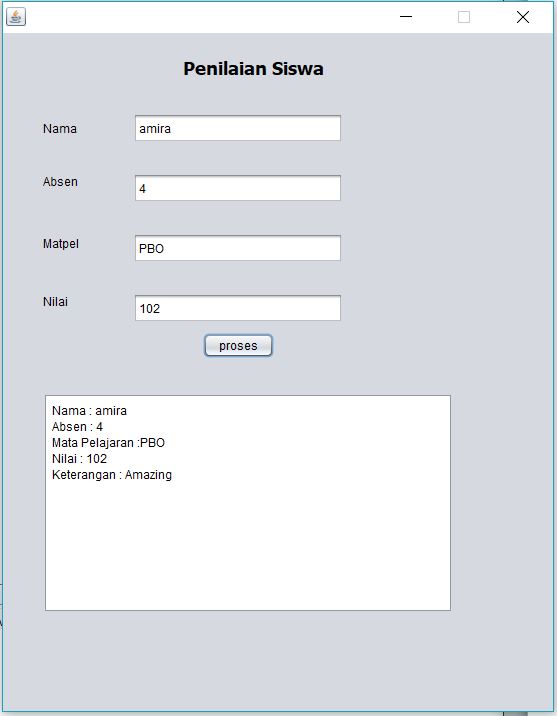 Penilaian Siswa
Nama amira
Absen 4
Matpel PBO
Nilai 102
proses
Nama : amira
Absen : 4
Mata Pelajaran :PBO
Nilai : 102
Keterangan : Amazing